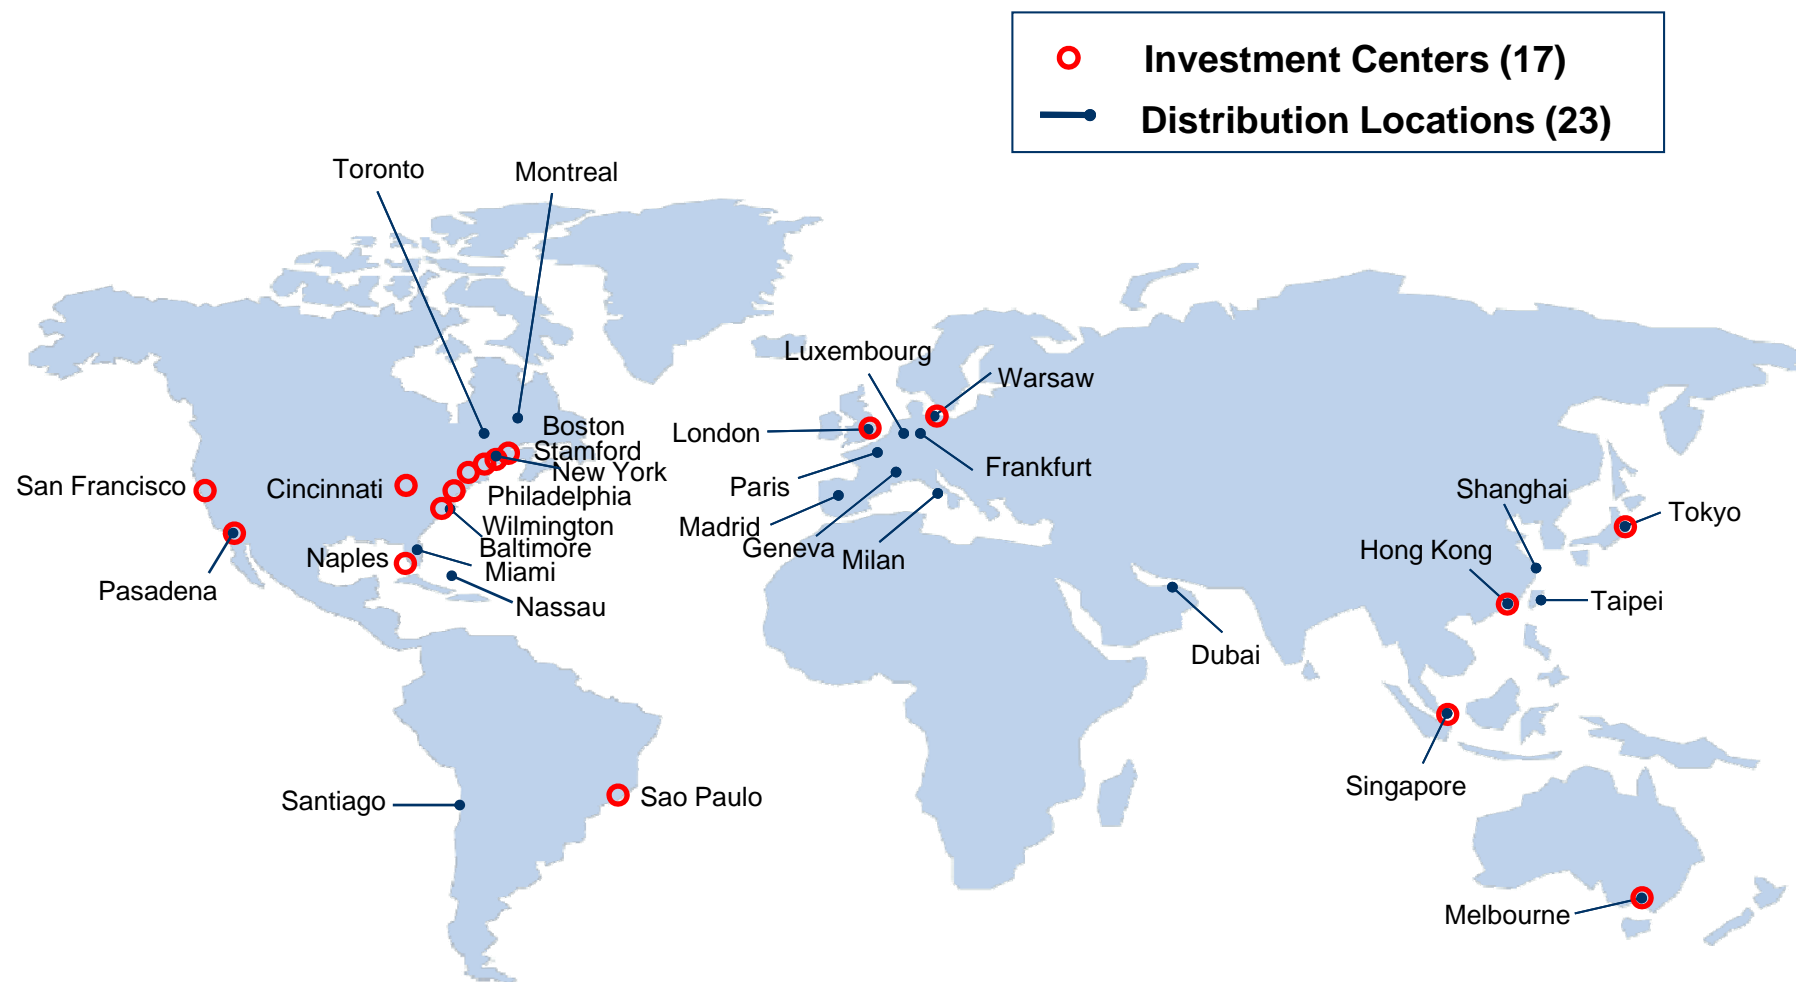 Investment Centers (17)
Distribution Locations (23)
Toronto
Montreal
Luxembourg
Warsaw
Boston
London
Stamford
New York
Frankfurt
San Francisco
Cincinnati
Paris
Philadelphia
Shanghai
Tokyo
Madrid
Wilmington
Geneva
Baltimore
Hong Kong
Naples
Milan
Miami
Pasadena
Nassau
Taipei
Dubai
Singapore
Santiago
Sao Paulo
Melbourne